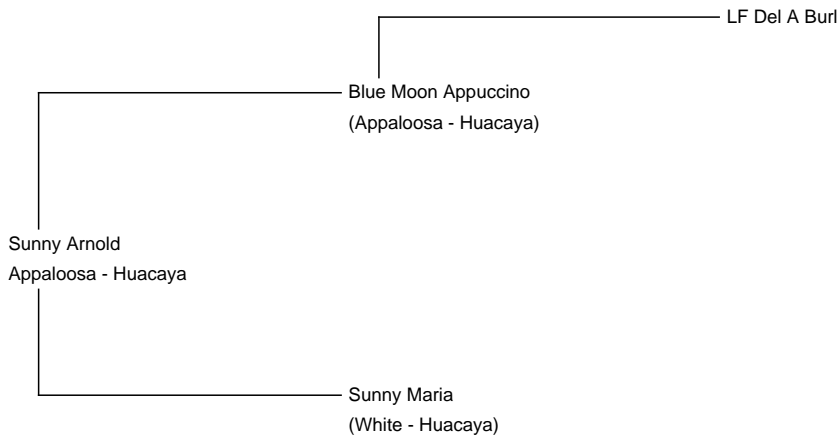 LF Del A Burl
Blue Moon Appuccino
(Appaloosa - Huacaya)
Sunny Arnold
Appaloosa - Huacaya
Sunny Maria
(White - Huacaya)